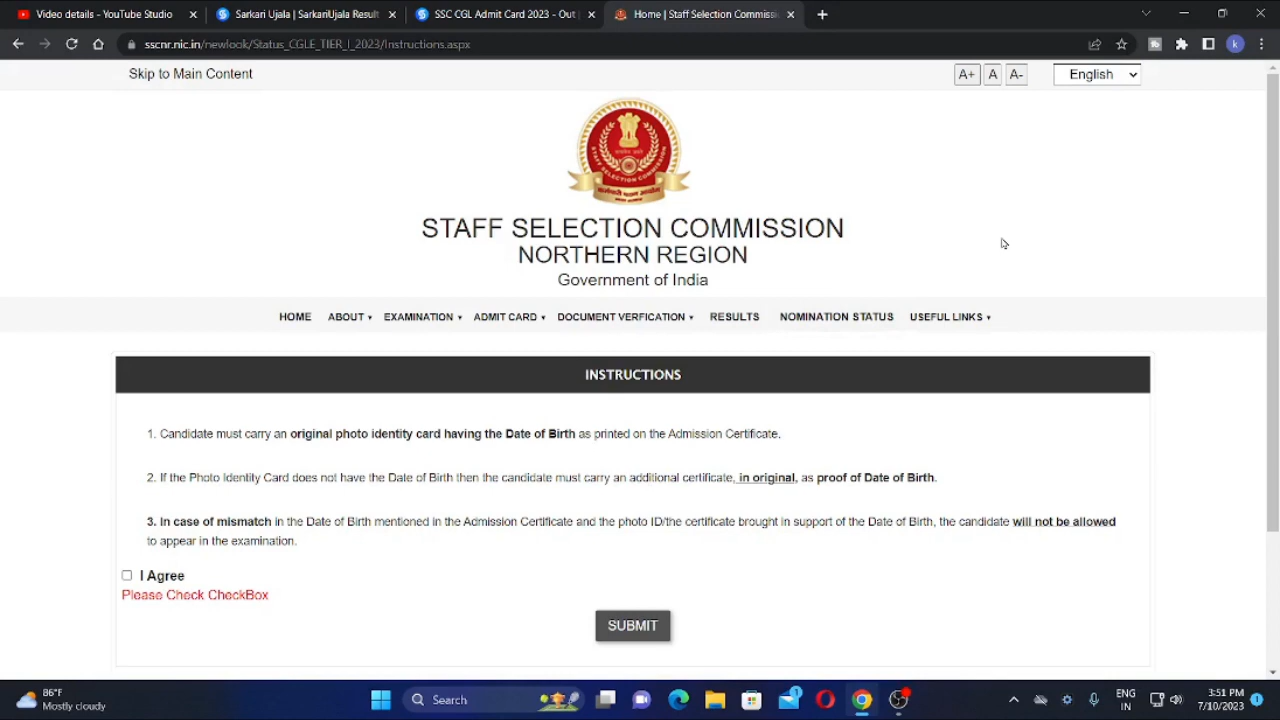 Video details - YouTube Studio
Sarkari Ujala | SarkariUjala Result
SSC CGL Admit Card 2023 - Out
Home | Staff Selection Commissi
sscnr.nic.in/newlook/Status_CGLE_TIER_I_2023/Instructions.aspx
k
Skip to Main Content
A+ A A-
English
STAFF SELECTION COMMISSION
NORTHERN REGION
Government of India
HOME ABOUT EXAMINATION ADMIT CARD DOCUMENT VERFICATION RESULTS NOMINATION STATUS USEFUL LINKS
INSTRUCTIONS
1. Candidate must carry an original photo identity card having the Date of Birth as printed on the Admission Certificate.
2. If the Photo Identity Card does not have the Date of Birth then the candidate must carry an additional certificate, in original, as proof of Date of Birth.
3. In case of mismatch in the Date of Birth mentioned in the Admission Certificate and the photo ID/the certificate brought in support of the Date of Birth, the candidate will not be allowed
to appear in the examination.
I Agree
Please Check CheckBox
SUBMIT
86°F
Mostly cloudy
Search
1
ENG
IN
3:51 PM
7/10/2023
1